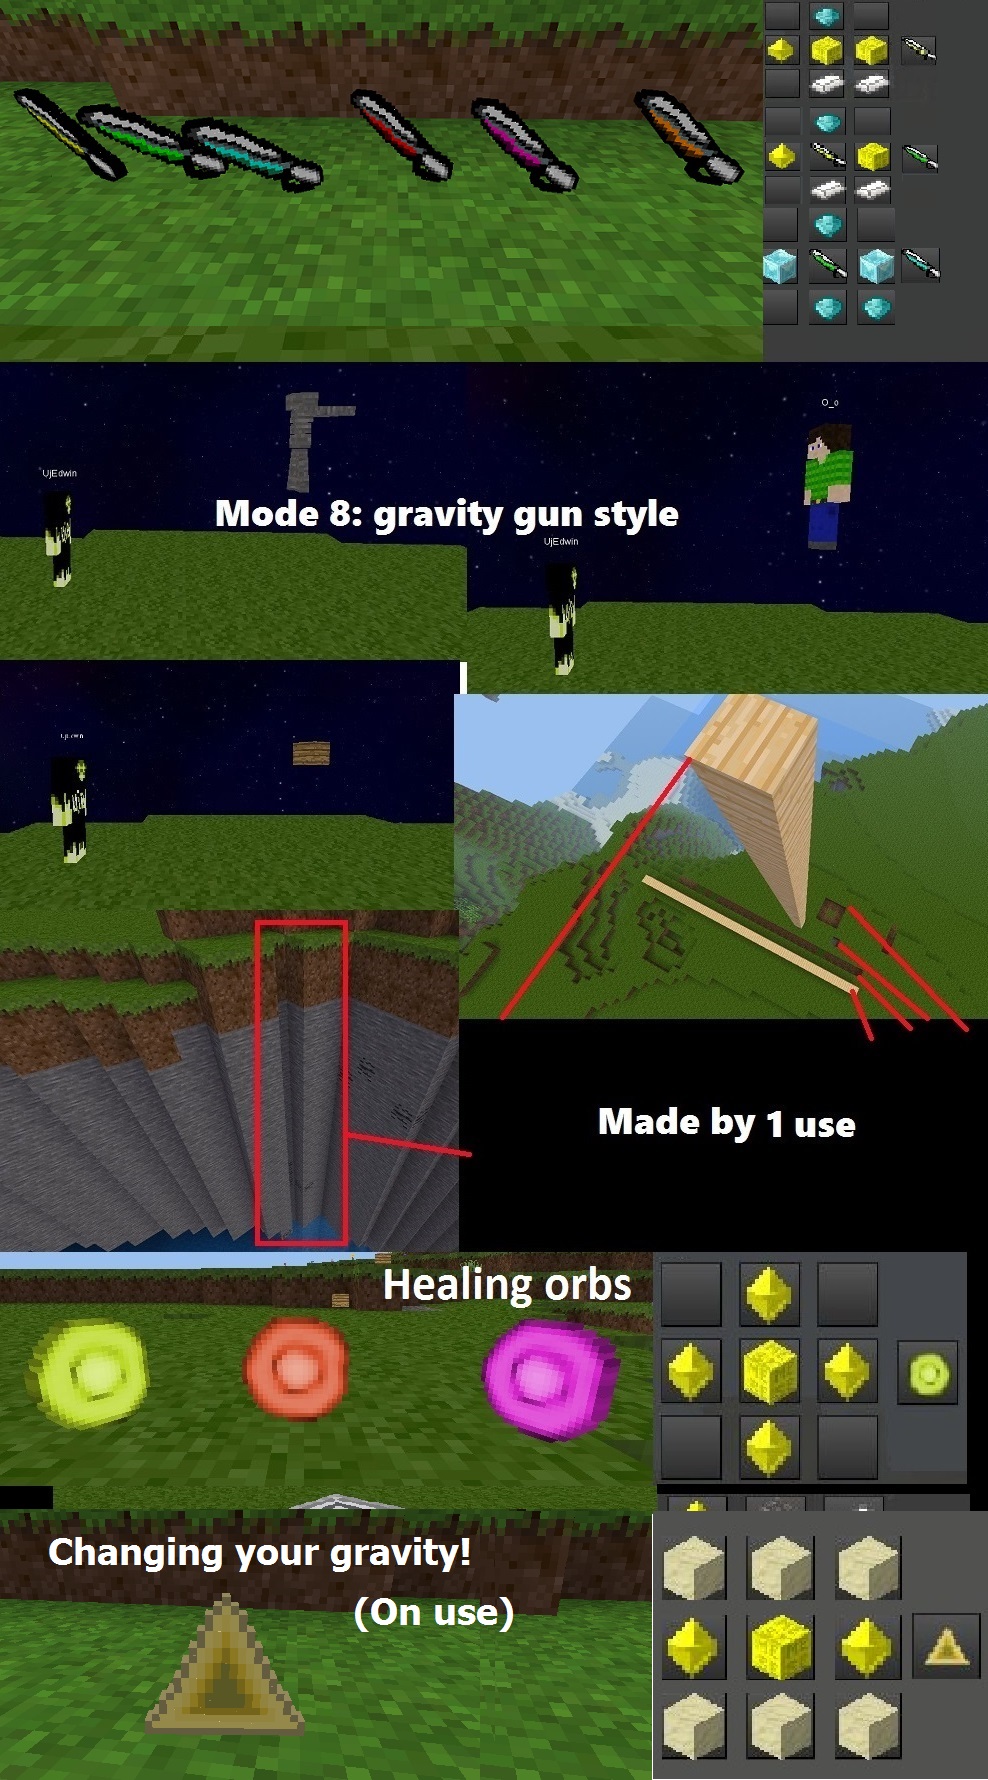 UjEdwin
O_o
Mode 8: gravity gun style
UjEdwin
UjEdwin
Made by 1 use
Healing orbs
Changing your gravity!
(On use)